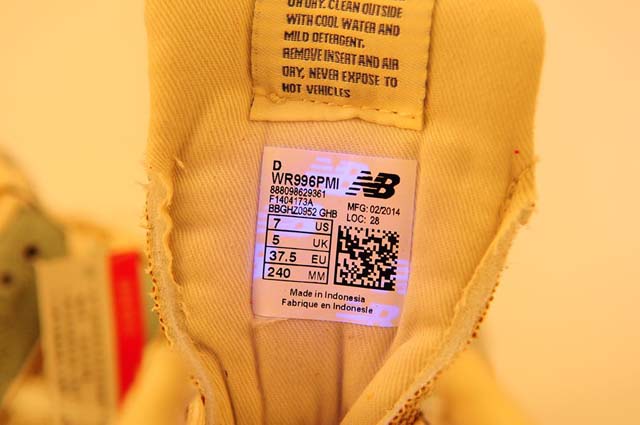 OR DRY. CLEAN OUTSIDE
WITH COOL WATER AND
MILD DETERGENT.
REMOVE INSERT AND AIR
DRY, NEVER EXPOSE TO
HOT VEHICLES
D
WR996PMI
888098629361
F1404173A
BBGHZ0952 GHB
NB
MFG: 02/2014
LOC: 28
7 US
5 UK
37.5 EU
240 MM
Made in Indonesia
Fabrique en Indonesie